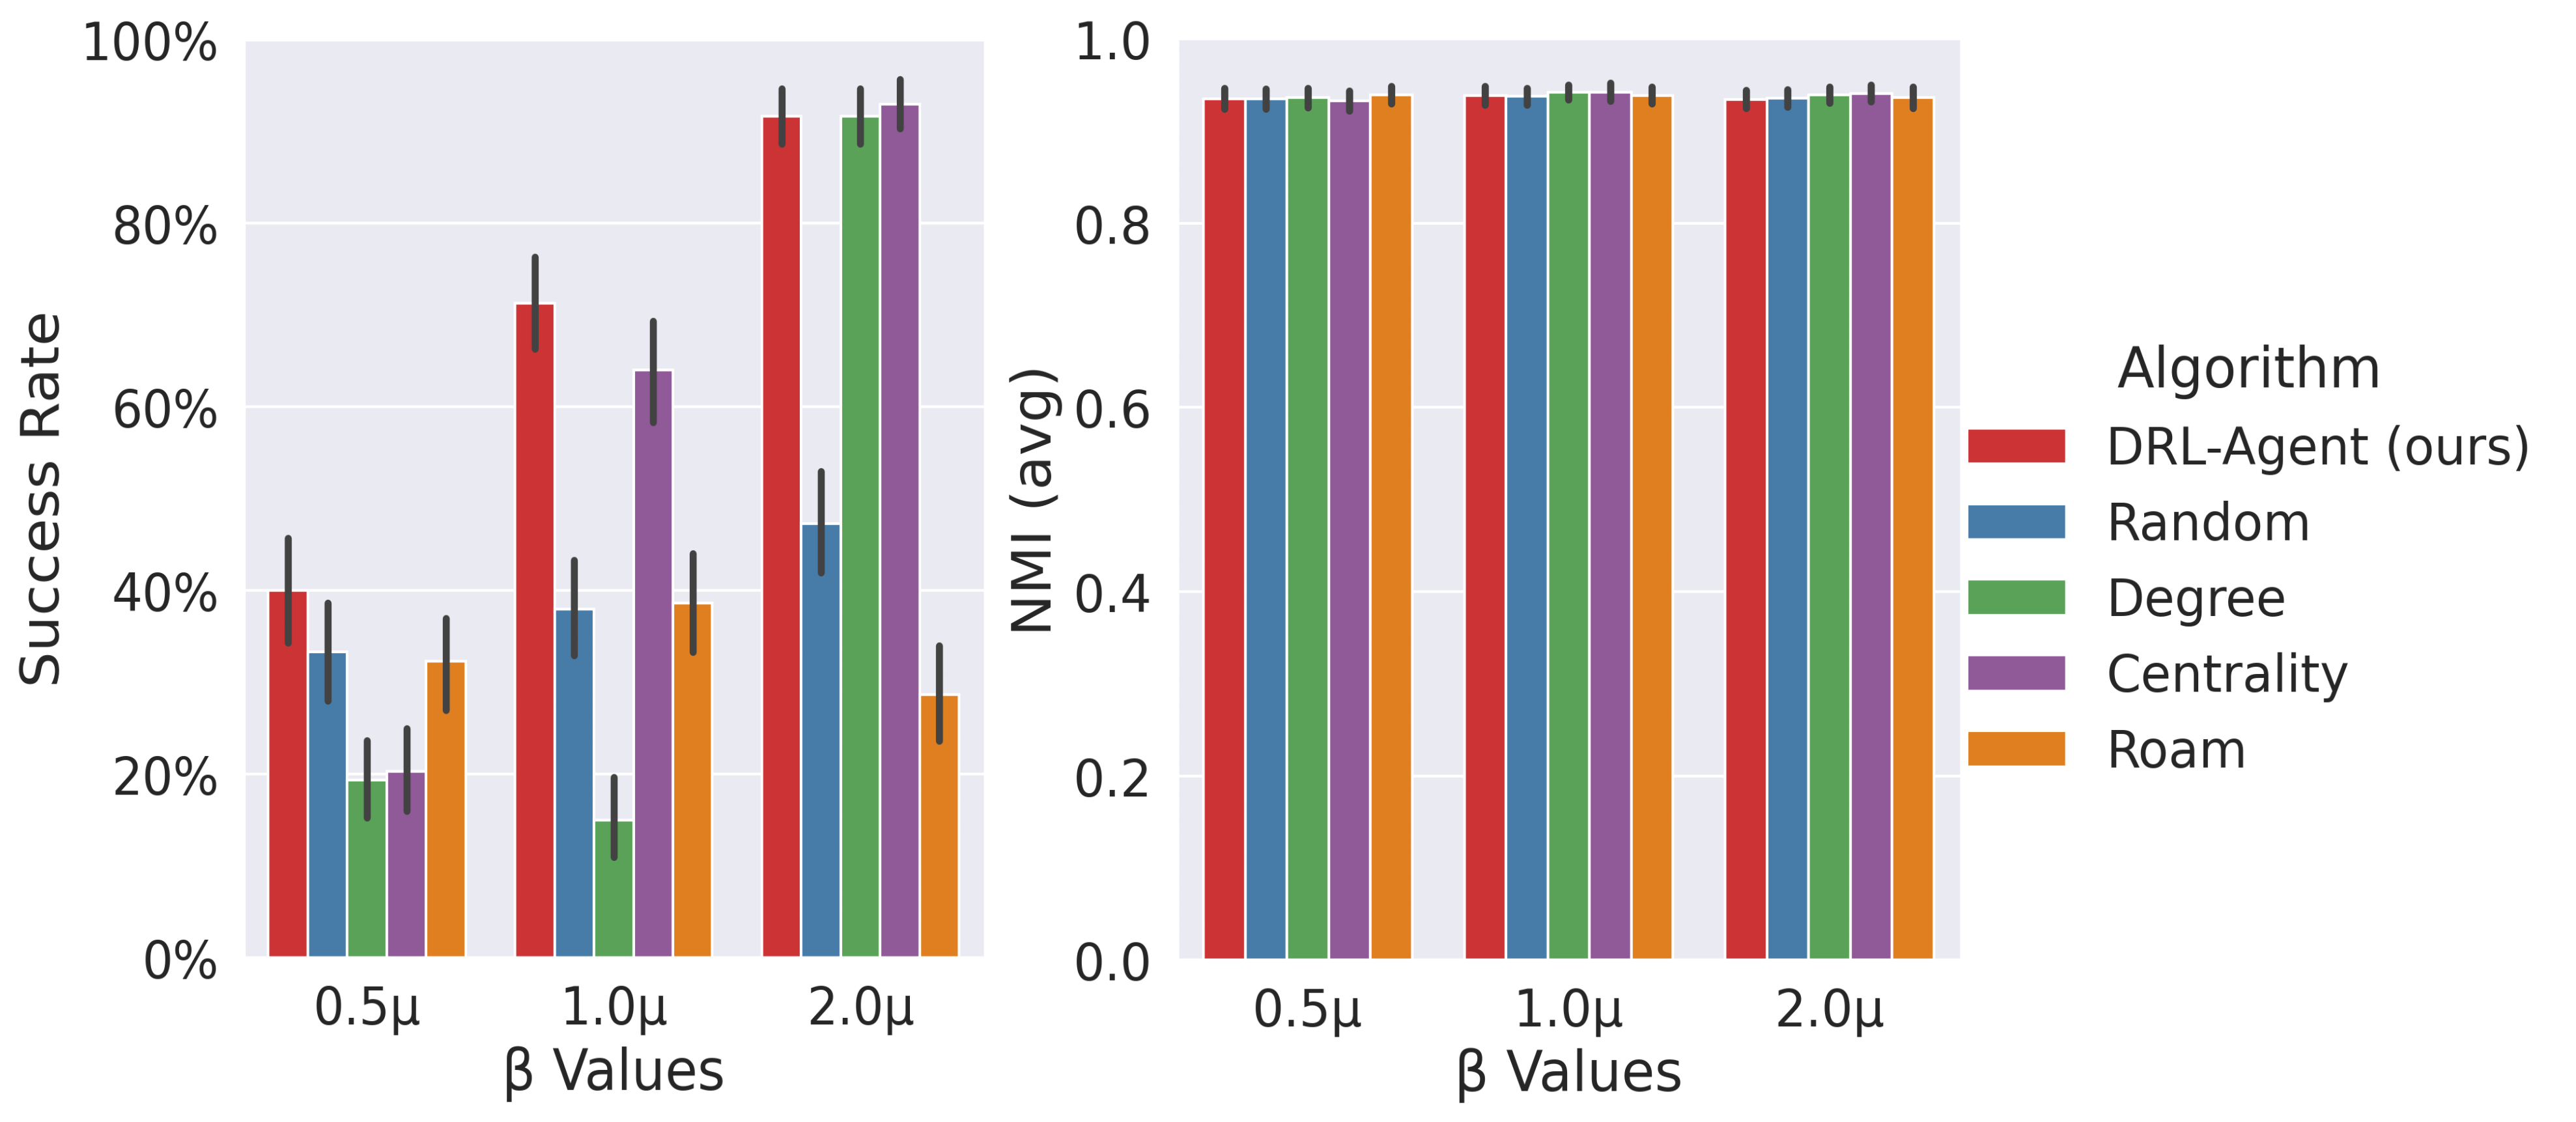 Success Rate
100%
80%
60%
40%
20%
0%
0.5μ 1.0μ 2.0μ
β Values
NMI (avg)
1.0
0.8
0.6
0.4
0.2
0.0
0.5μ 1.0μ 2.0μ
β Values
Algorithm
DRL-Agent (ours)
Random
Degree
Centrality
Roam